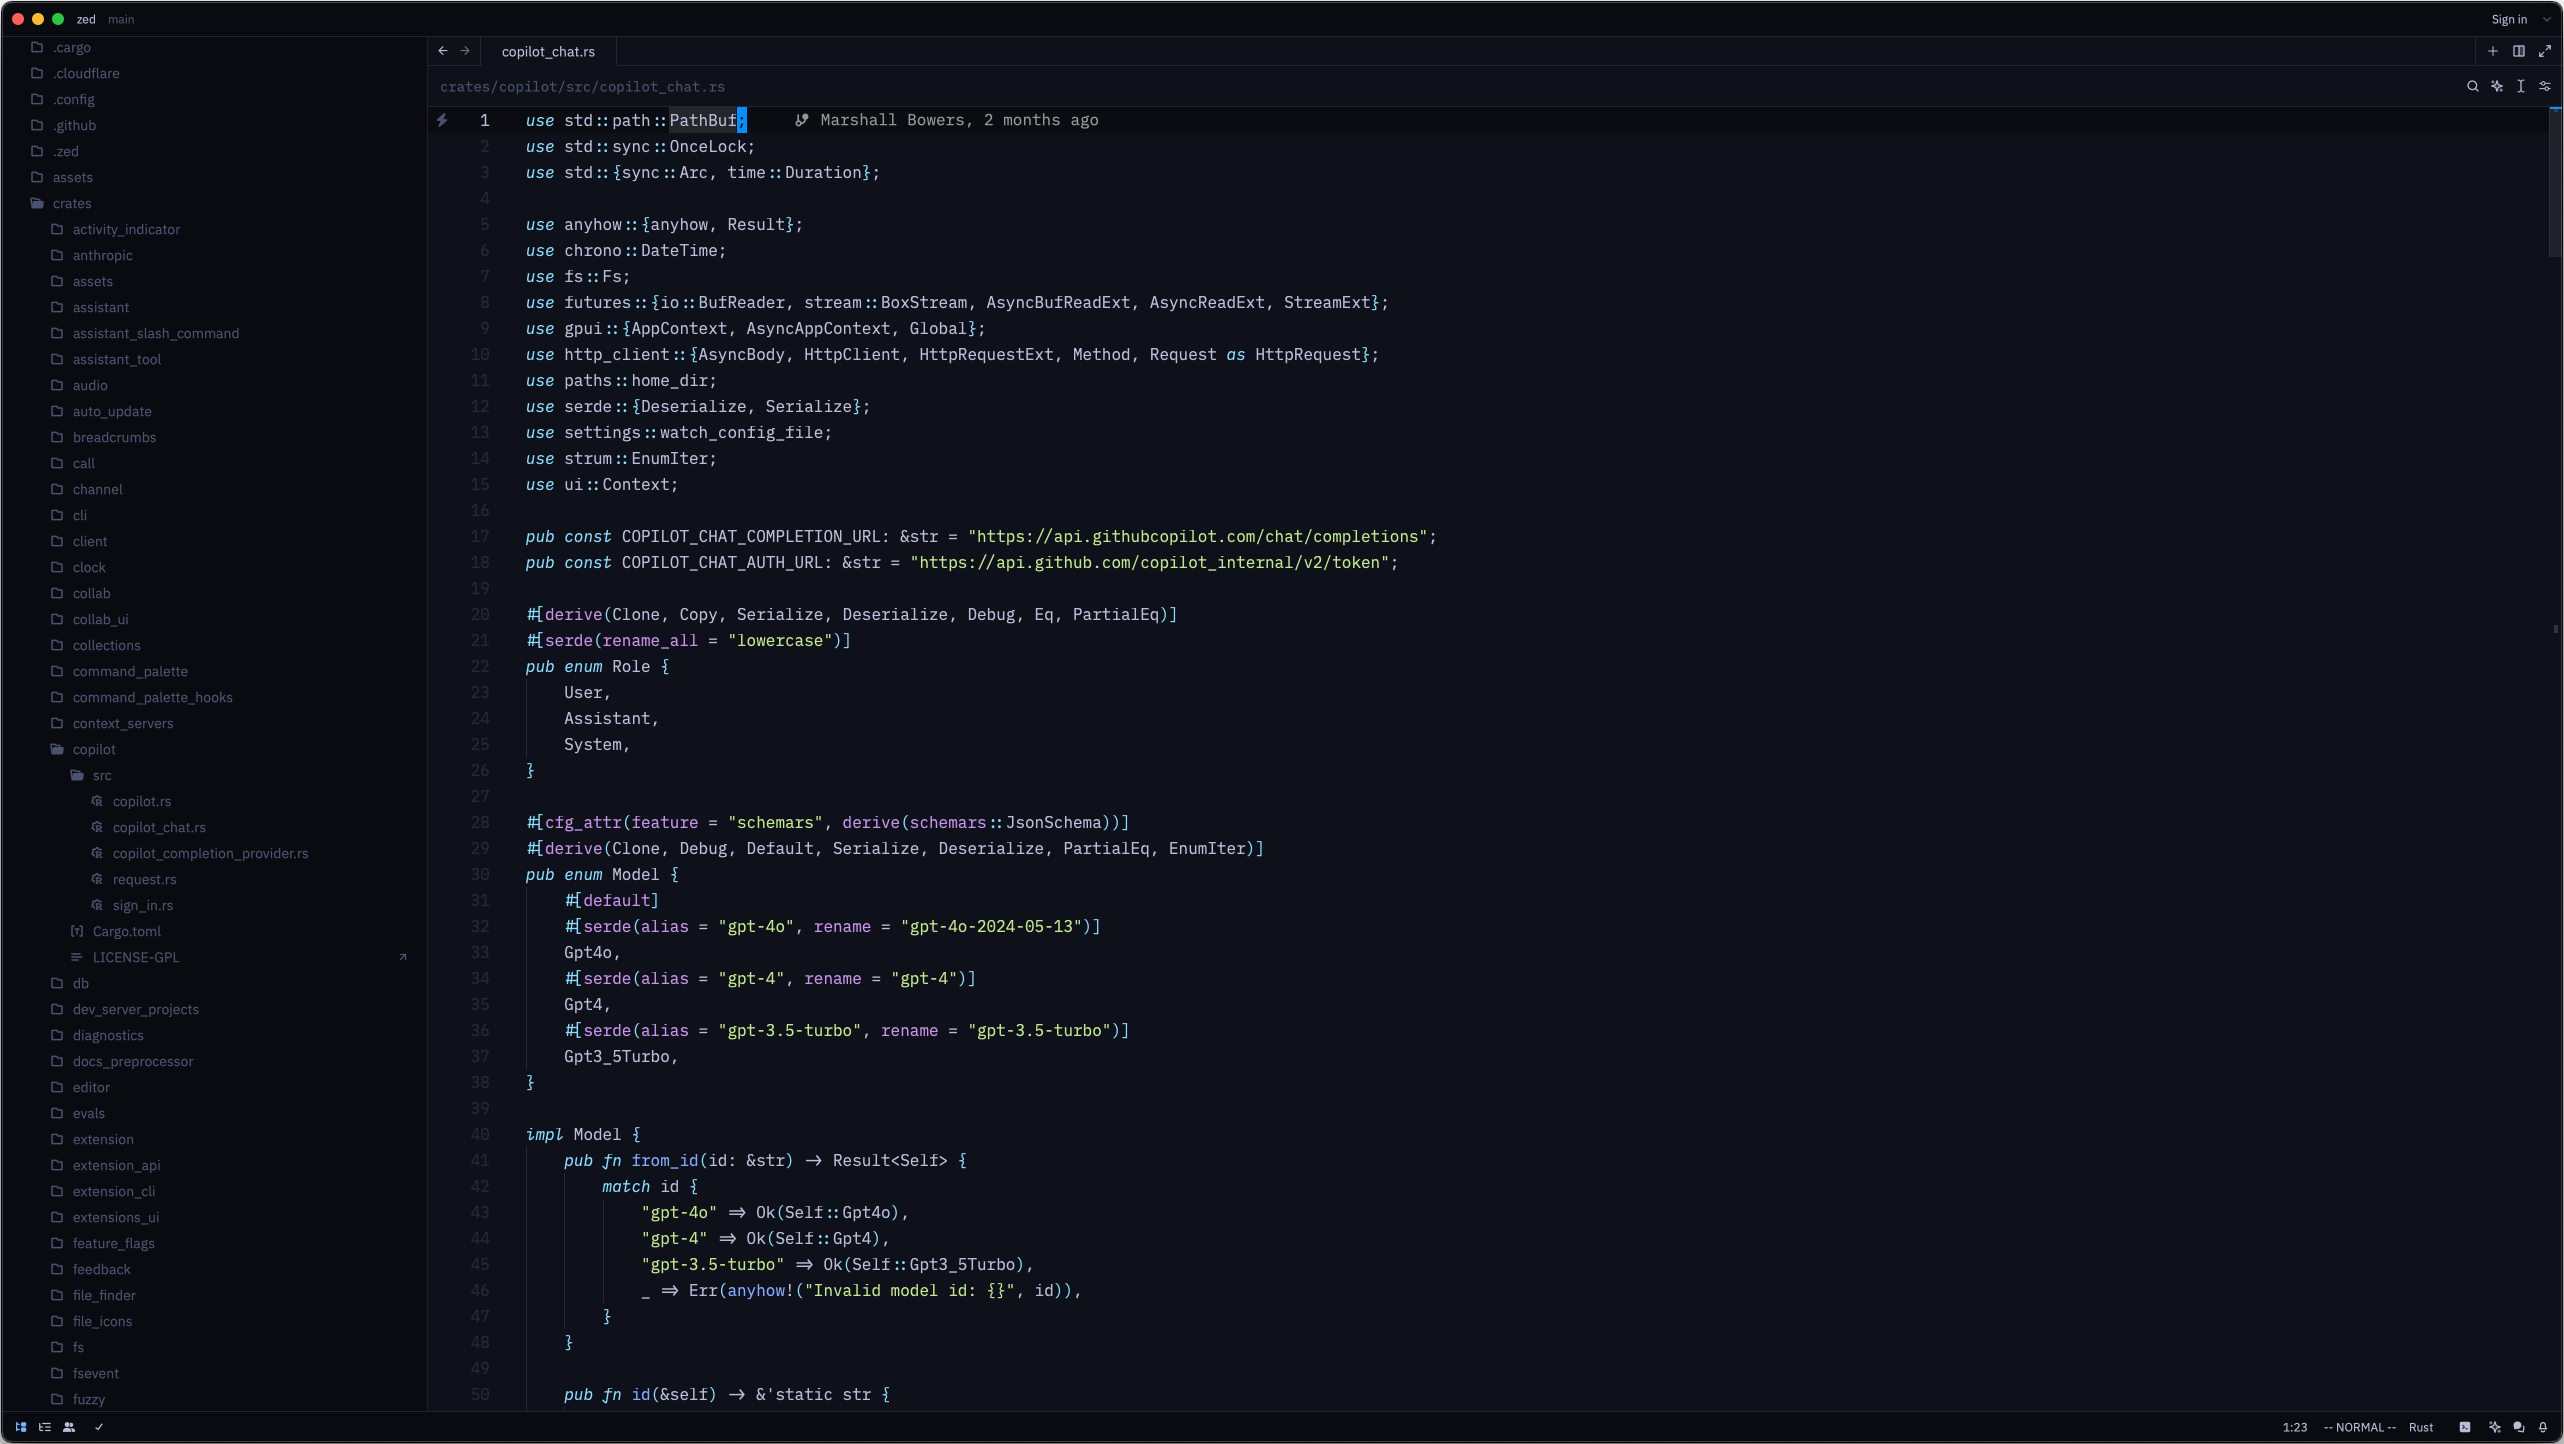 zed main
Sign in
.cargo
.cloudflare
.config
.github
.zed
assets
crates
activity_indicator
anthropic
assets
assistant
assistant_slash_command
assistant_tool
audio
auto_update
breadcrumbs
call
channel
cli
client
clock
collab
collab_ui
collections
command_palette
command_palette_hooks
context_servers
copilot
src
copilot.rs
copilot_chat.rs
copilot_completion_provider.rs
request.rs
sign_in.rs
Cargo.toml
LICENSE-GPL
db
dev_server_projects
diagnostics
docs_preprocessor
editor
evals
extension
extension_api
extension_cli
extensions_ui
feature_flags
feedback
file_finder
file_icons
fs
fsevent
fuzzy
copilot_chat.rs
crates/copilot/src/copilot_chat.rs
1 use std::path::PathBuf; Marshall Bowers, 2 months ago
2 use std::sync::OnceLock;
3 use std::{sync::Arc, time::Duration};
4
5 use anyhow::{anyhow, Result};
6 use chrono::DateTime;
7 use fs::Fs;
8 use futures::{io::BufReader, stream::BoxStream, AsyncBufReadExt, AsyncReadExt, StreamExt};
9 use gpui::{AppContext, AsyncAppContext, Global};
10 use http_client::{AsyncBody, HttpClient, HttpRequestExt, Method, Request as HttpRequest};
11 use paths::home_dir;
12 use serde::{Deserialize, Serialize};
13 use settings::watch_config_file;
14 use strum::EnumIter;
15 use ui::Context;
16
17 pub const COPILOT_CHAT_COMPLETION_URL: &str = "https://api.githubcopilot.com/chat/completions";
18 pub const COPILOT_CHAT_AUTH_URL: &str = "https://api.github.com/copilot_internal/v2/token";
19
20 #[derive(Clone, Copy, Serialize, Deserialize, Debug, Eq, PartialEq)]
21 #[serde(rename_all = "lowercase")]
22 pub enum Role {
23 User,
24 Assistant,
25 System,
26 }
27
28 #[cfg_attr(feature = "schemars", derive(schemars::JsonSchema))]
29 #[derive(Clone, Debug, Default, Serialize, Deserialize, PartialEq, EnumIter)]
30 pub enum Model {
31 #[default]
32 #[serde(alias = "gpt-4o", rename = "gpt-4o-2024-05-13")]
33 Gpt4o,
34 #[serde(alias = "gpt-4", rename = "gpt-4")]
35 Gpt4,
36 #[serde(alias = "gpt-3.5-turbo", rename = "gpt-3.5-turbo")]
37 Gpt3_5Turbo,
38 }
39
40 impl Model {
41 pub fn from_id(id: &str) -> Result<Self> {
42 match id {
43 "gpt-4o" => Ok(Self::Gpt4o),
44 "gpt-4" => Ok(Self::Gpt4),
45 "gpt-3.5-turbo" => Ok(Self::Gpt3_5Turbo),
46 _ => Err(anyhow!("Invalid model id: {}", id)),
47 }
48 }
49
50 pub fn id(&self) -> &'static str {
1:23 -- NORMAL -- Rust